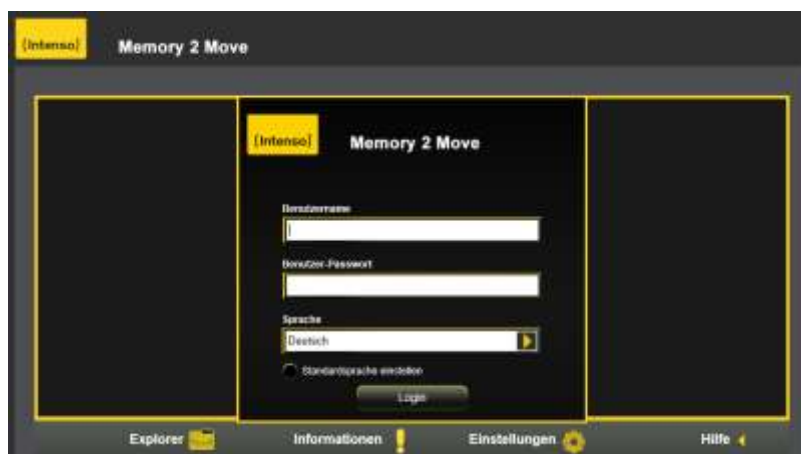 (Intenso)
Memory 2 Move
(Intenso)
Memory 2 Move
Benutzername
Benutzer-Passwort
Sprache
Deutsch
Standardsprache einstellen
Login
Explorer
Informationen
Einstellungen
Hilfe